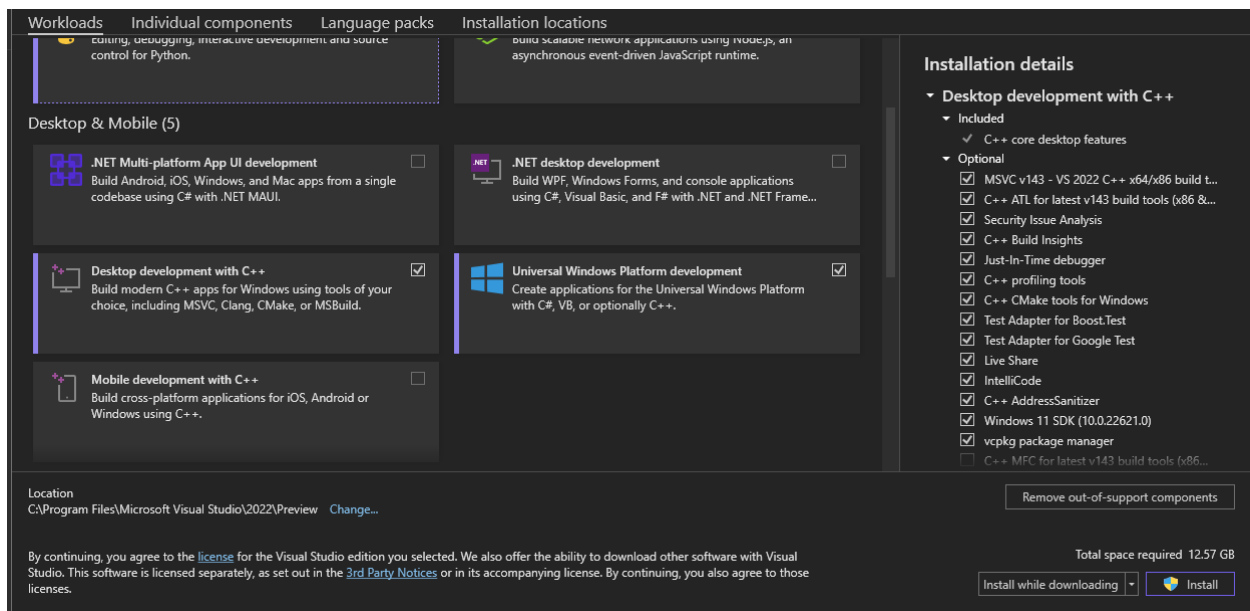 Workloads
Individual components
Language packs
Installation locations
Editing, debugging, interactive development and source
control for Python.
Build scalable network applications using Node.js, an
asynchronous event-driven JavaScript runtime.
Desktop & Mobile (5)
.NET Multi-platform App UI development
Build Android, iOS, Windows, and Mac apps from a single
codebase using C# with .NET MAUI.
.NET
.NET desktop development
Build WPF, Windows Forms, and console applications
using C#, Visual Basic, and F# with .NET and .NET Frame...
Desktop development with C++
Build modern C++ apps for Windows using tools of your
choice, including MSVC, Clang, CMake, or MSBuild.
Universal Windows Platform development
Create applications for the Universal Windows Platform
with C#, VB, or optionally C++.
Mobile development with C++
Build cross-platform applications for iOS, Android or
Windows using C++.
Installation details
Desktop development with C++
Included
C++ core desktop features
Optional
MSVC v143 - VS 2022 C++ x64/x86 build t...
C++ ATL for latest v143 build tools (x86 &...
Security Issue Analysis
C++ Build Insights
Just-In-Time debugger
C++ profiling tools
C++ CMake tools for Windows
Test Adapter for Boost.Test
Test Adapter for Google Test
Live Share
IntelliCode
C++ AddressSanitizer
Windows 11 SDK (10.0.22621.0)
vcpkg package manager
C++ MFC for latest v143 build tools (x86...
Location
C:\Program Files\Microsoft Visual Studio\2022\Preview Change...
Remove out-of-support components
By continuing, you agree to the license for the Visual Studio edition you selected. We also offer the ability to download other software with Visual
Studio. This software is licensed separately, as set out in the 3rd Party Notices or in its accompanying license. By continuing, you also agree to those
licenses.
Total space required 12.57 GB
Install while downloading
Install